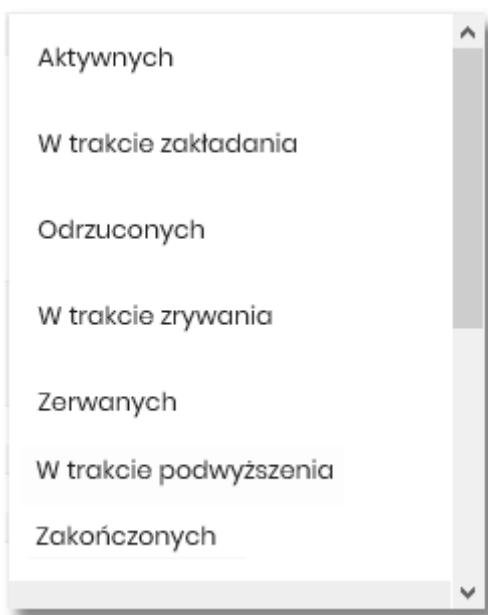 Aktywnych
W trakcie zakładania
Odrzuconych
W trakcie zrywania
Zerwanych
W trakcie podwyższenia
Zakończonych